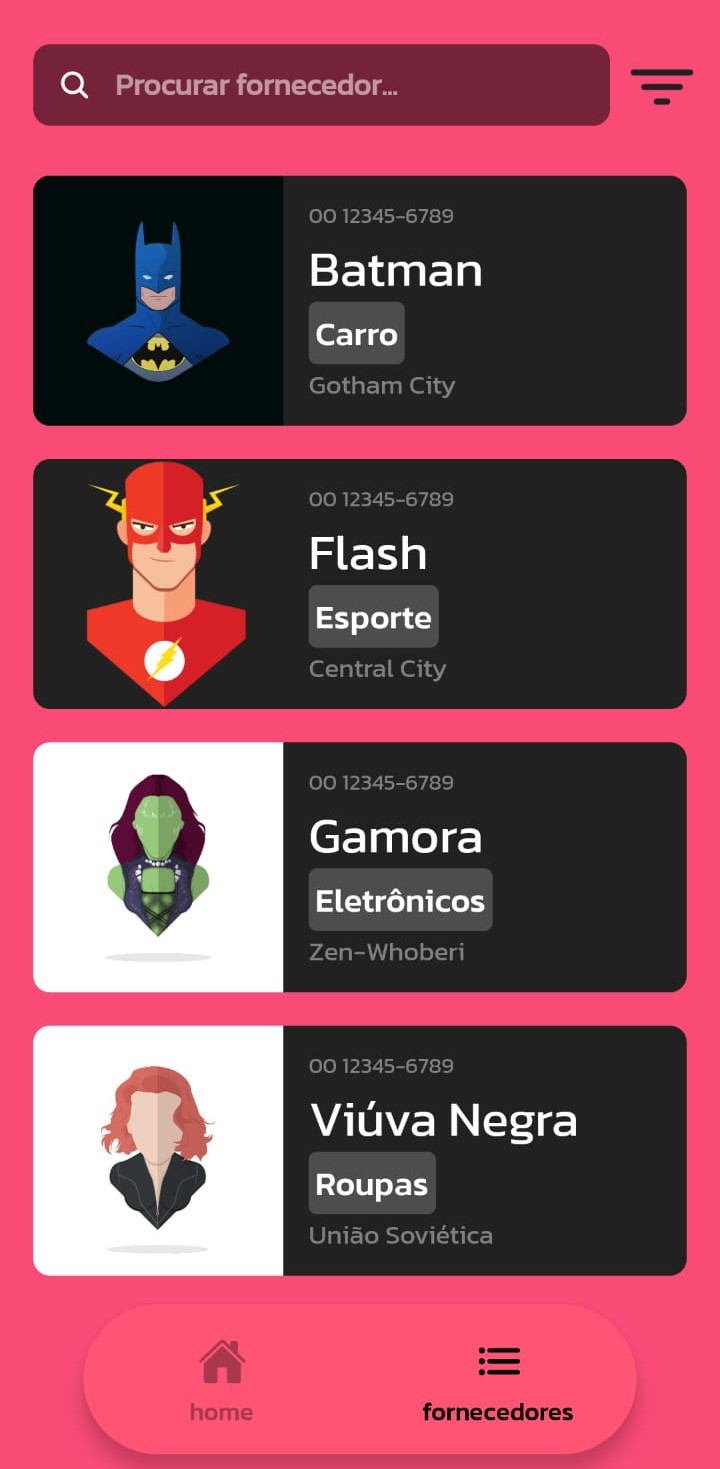 Procurar fornecedor...
00 12345-6789
Batman
Carro
Gotham City
00 12345-6789
Flash
Esporte
Central City
00 12345-6789
Gamora
Eletrônicos
Zen-Whoberi
00 12345-6789
Viúva Negra
Roupas
União Soviética
home
fornecedores